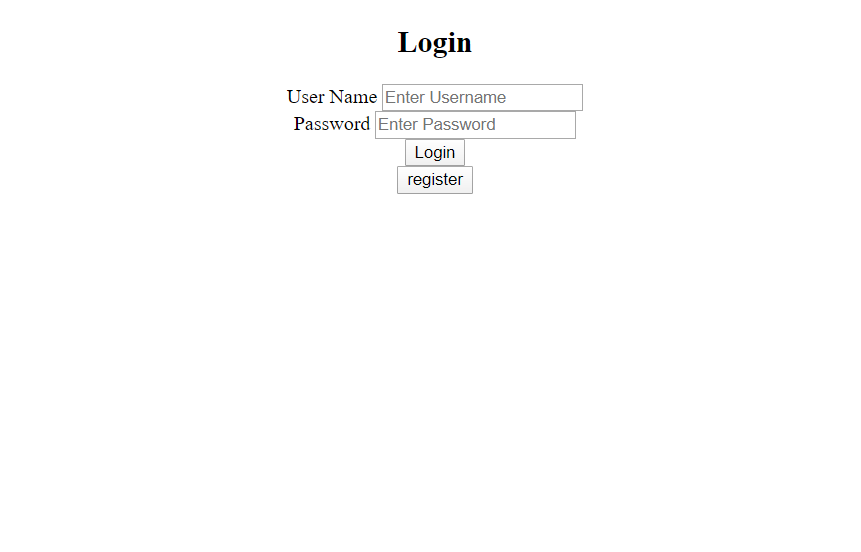 Login
User Name Enter Username
Password Enter Password
Login
register